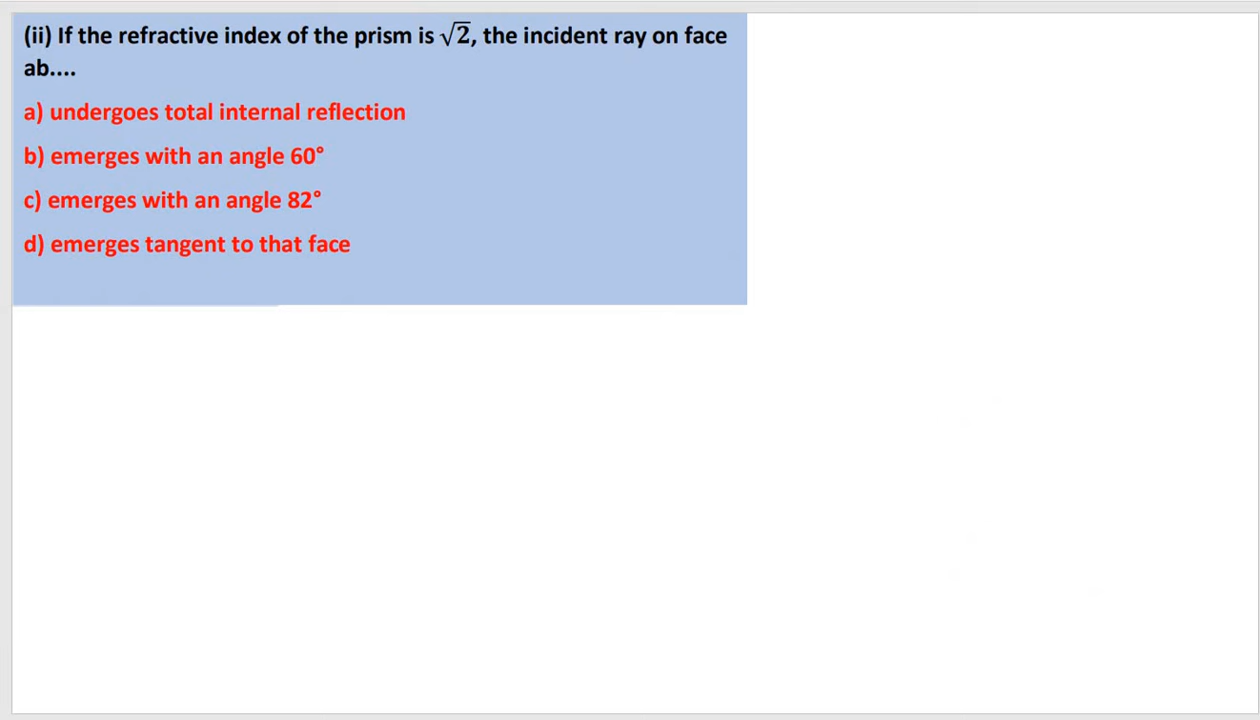 (ii) If the refractive index of the prism is √2, the incident ray on face
ab....
a) undergoes total internal reflection
b) emerges with an angle 60°
c) emerges with an angle 82°
d) emerges tangent to that face